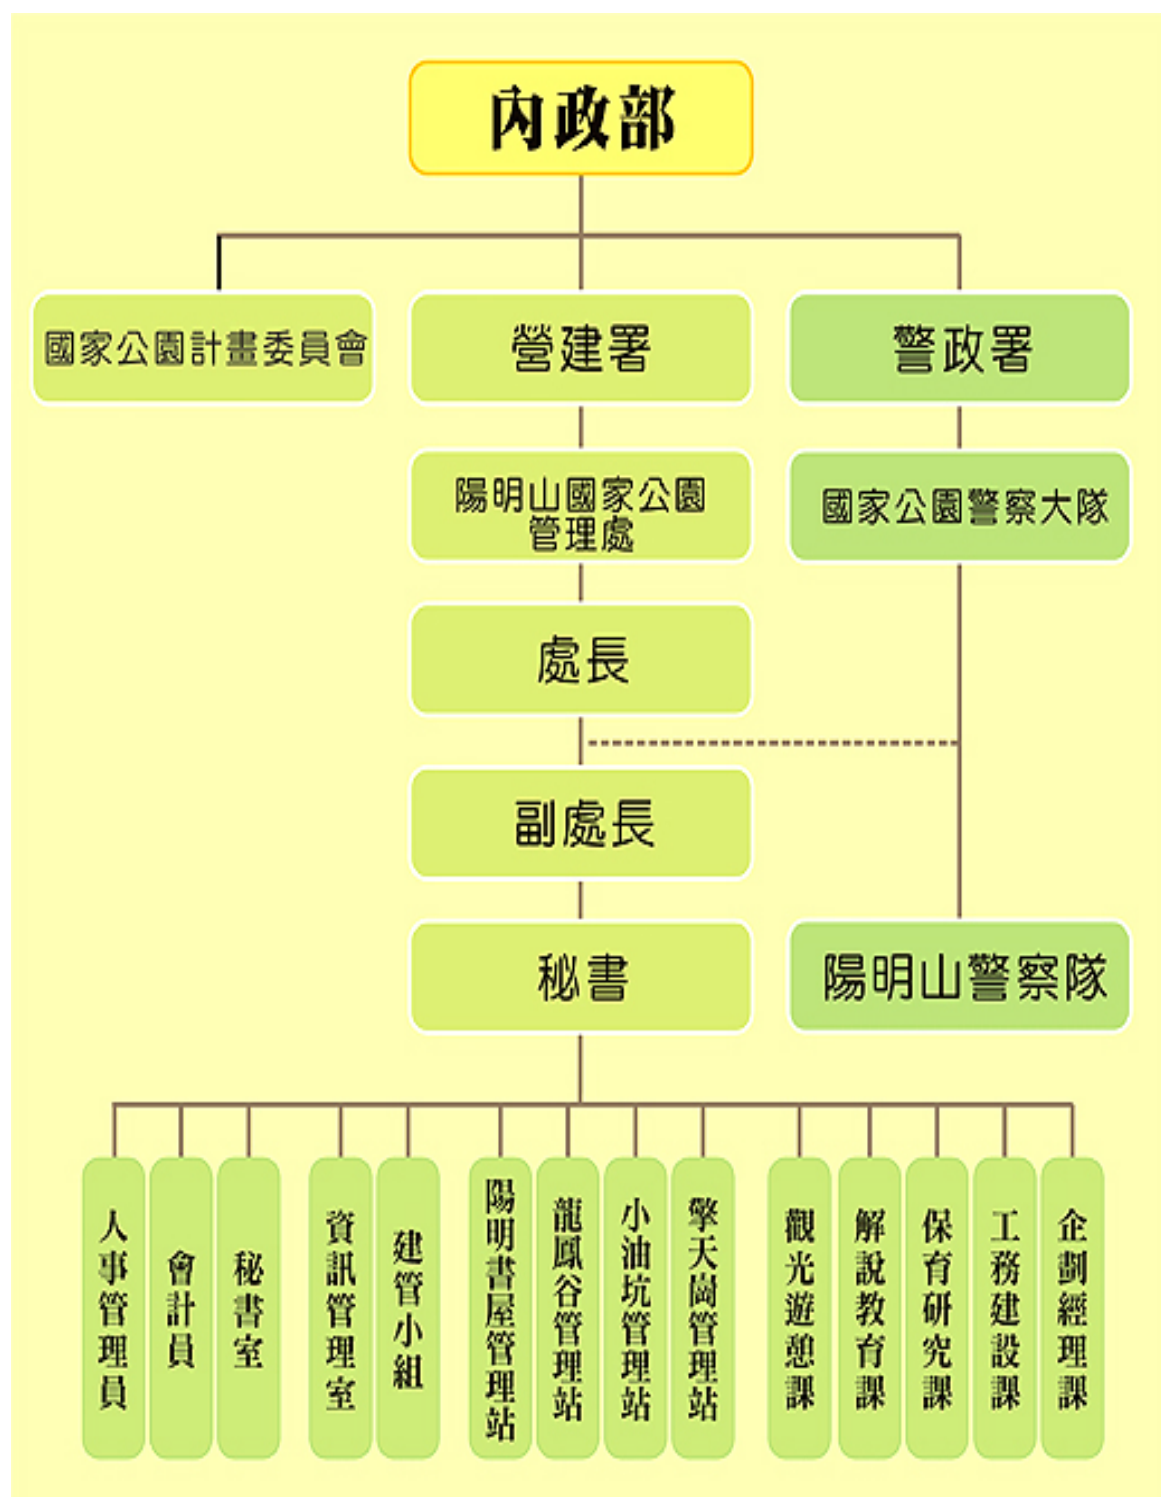 內政部
國家公園計畫委員會
營建署
警政署
陽明山國家公園
管理處
國家公園警察大隊
處長
副處長
秘書
陽明山警察隊
人事管理員
會計員
秘書室
資訊管理室
建管小組
陽明書屋管理站
龍鳳谷管理站
小油坑管理站
擎天崗管理站
觀光遊憩課
解說教育課
保育研究課
工務建設課
企劃經理課